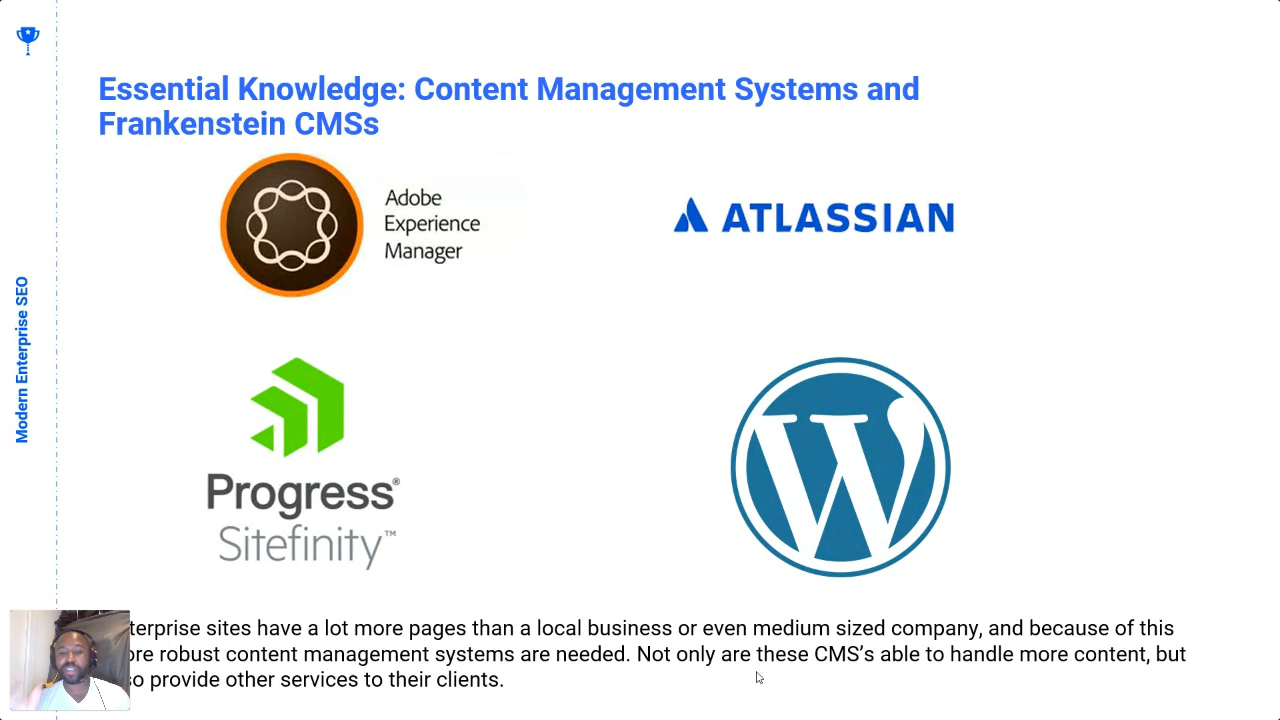 Essential Knowledge: Content Management Systems and
Frankenstein CMSs
Adobe
Experience
Manager
ATLASSIAN
Progress®
Sitefinity™
Modern Enterprise SEO
terprise sites have a lot more pages than a local business or even medium sized company, and because of this
ore robust content management systems are needed. Not only are these CMS’s able to handle more content, but
so provide other services to their clients.